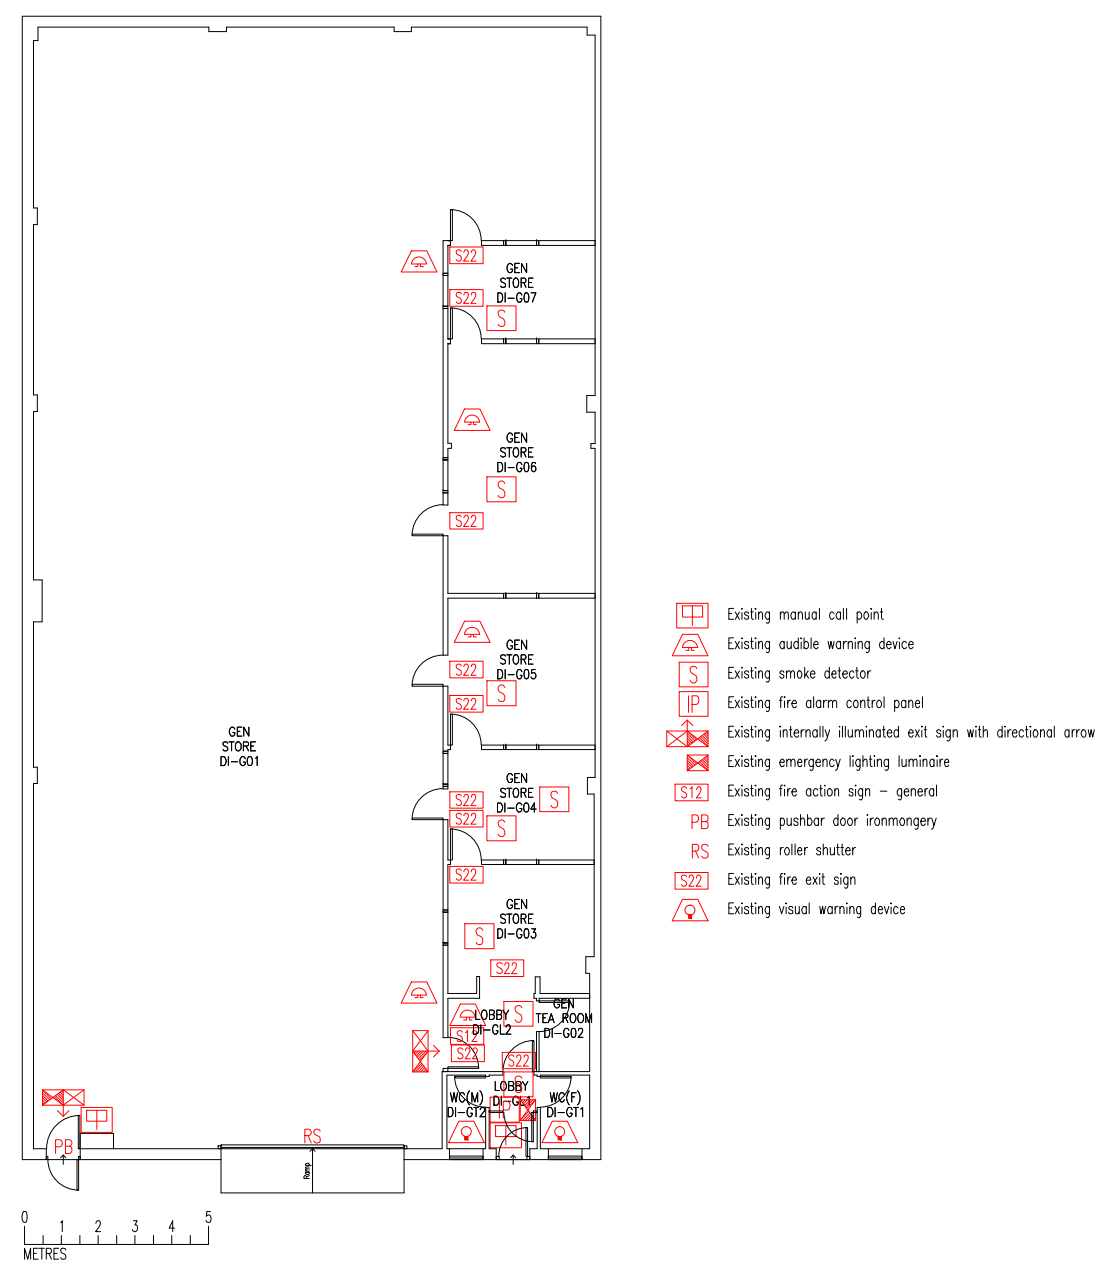 S22
GEN
STORE
DI-G07
S22
S
GEN
STORE
DI-G06
S
S22
GEN
STORE
DI-G05
S22
S
S22
GEN
STORE
DI-G01
GEN
STORE
DI-G04
S22
S
S22
S
S22
GEN
STORE
DI-G03
S
S22
GEN
TEA ROOM
DI-G02
LOBBY
DI-GL2
S
S12
S22
S22
S
LOBBY
DI-GL1
IP
WC(M)
DI-GT2
WC(F)
DI-GT1
PB
RS
Ramp
0 1 2 3 4 5
METRES
Existing manual call point
Existing audible warning device
S Existing smoke detector
IP Existing fire alarm control panel
Existing internally illuminated exit sign with directional arrow
Existing emergency lighting luminaire
S12 Existing fire action sign - general
PB Existing pushbar door ironmongery
RS Existing roller shutter
S22 Existing fire exit sign
Existing visual warning device